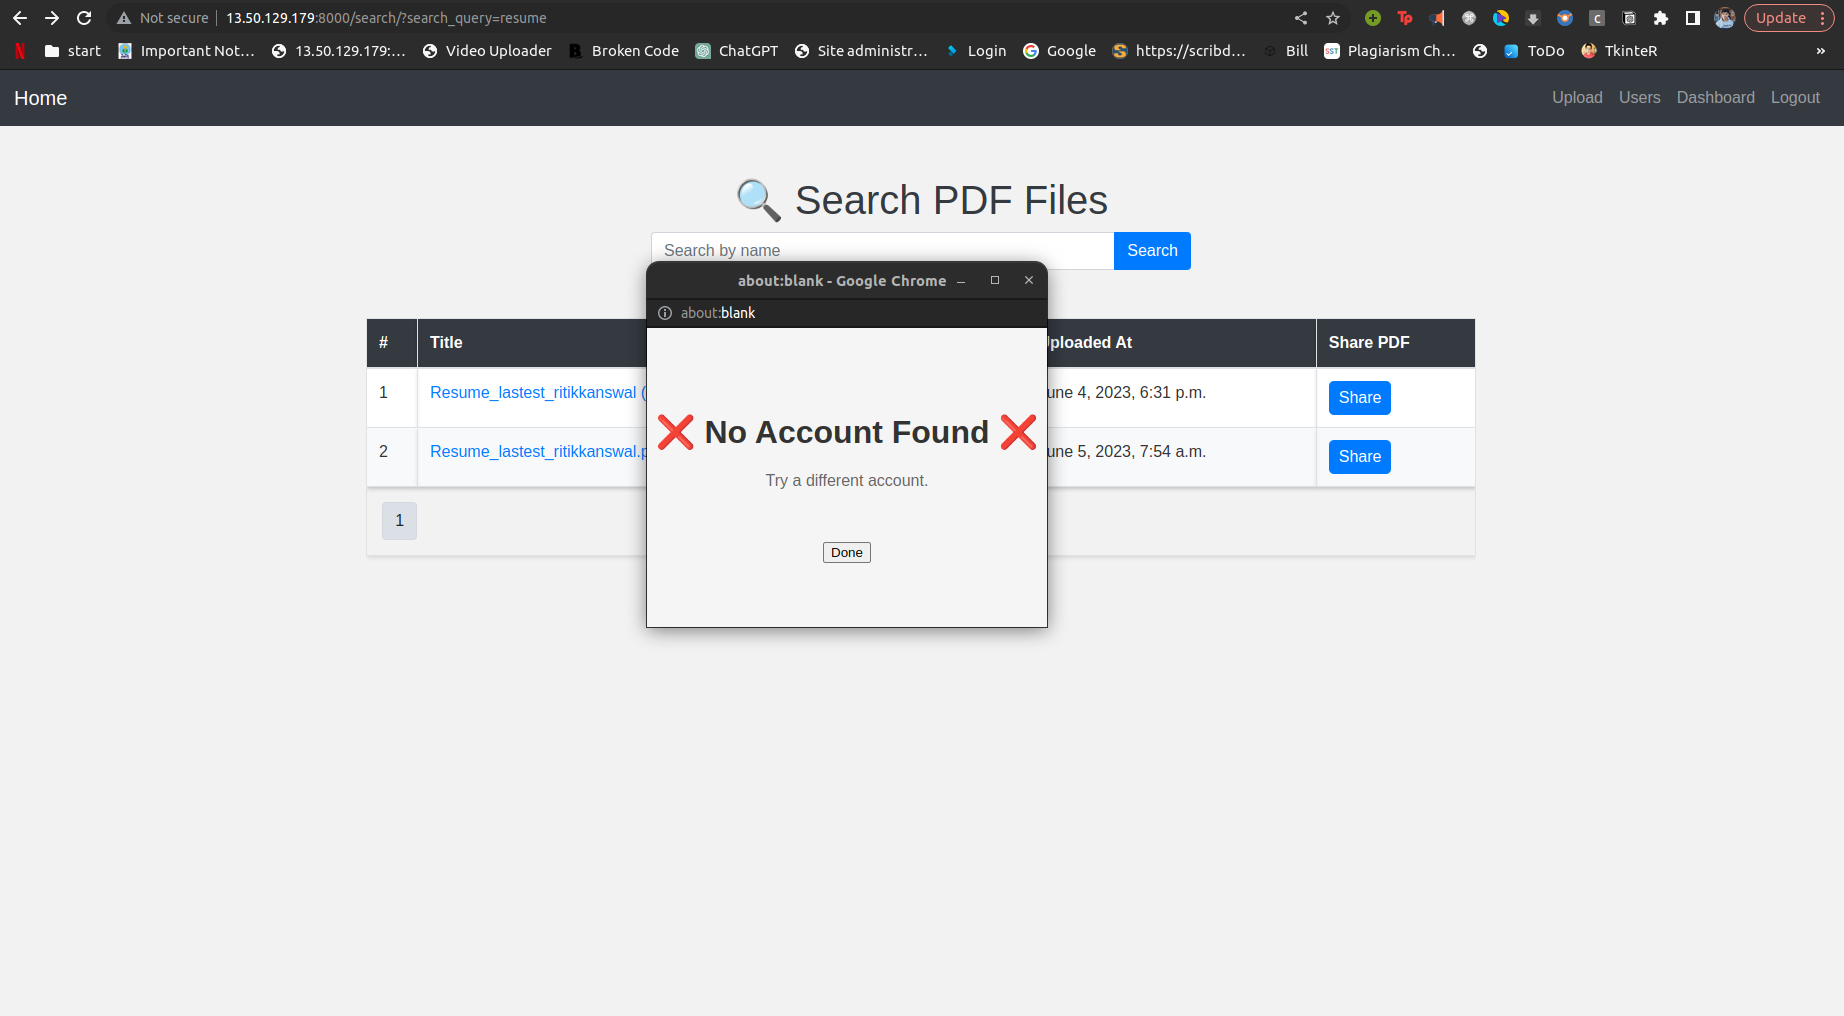 Not secure 13.50.129.179:8000/search/?search_query=resume Update
start Important Not... 13.50.129.179:... Video Uploader Broken Code ChatGPT Site administr... Login Google https://scribd... Bill Plagiarism Ch... ToDo TkinteR »
Home Upload Users Dashboard Logout
Search PDF Files
Search by name Search
about:blank - Google Chrome
about:blank
# Title ploaded At Share PDF
1 Resume_lastest_ritikkanswal ( une 4, 2023, 6:31 p.m. Share
2 Resume_lastest_ritikkanswal.p une 5, 2023, 7:54 a.m. Share
1
❌ No Account Found ❌
Try a different account.
Done